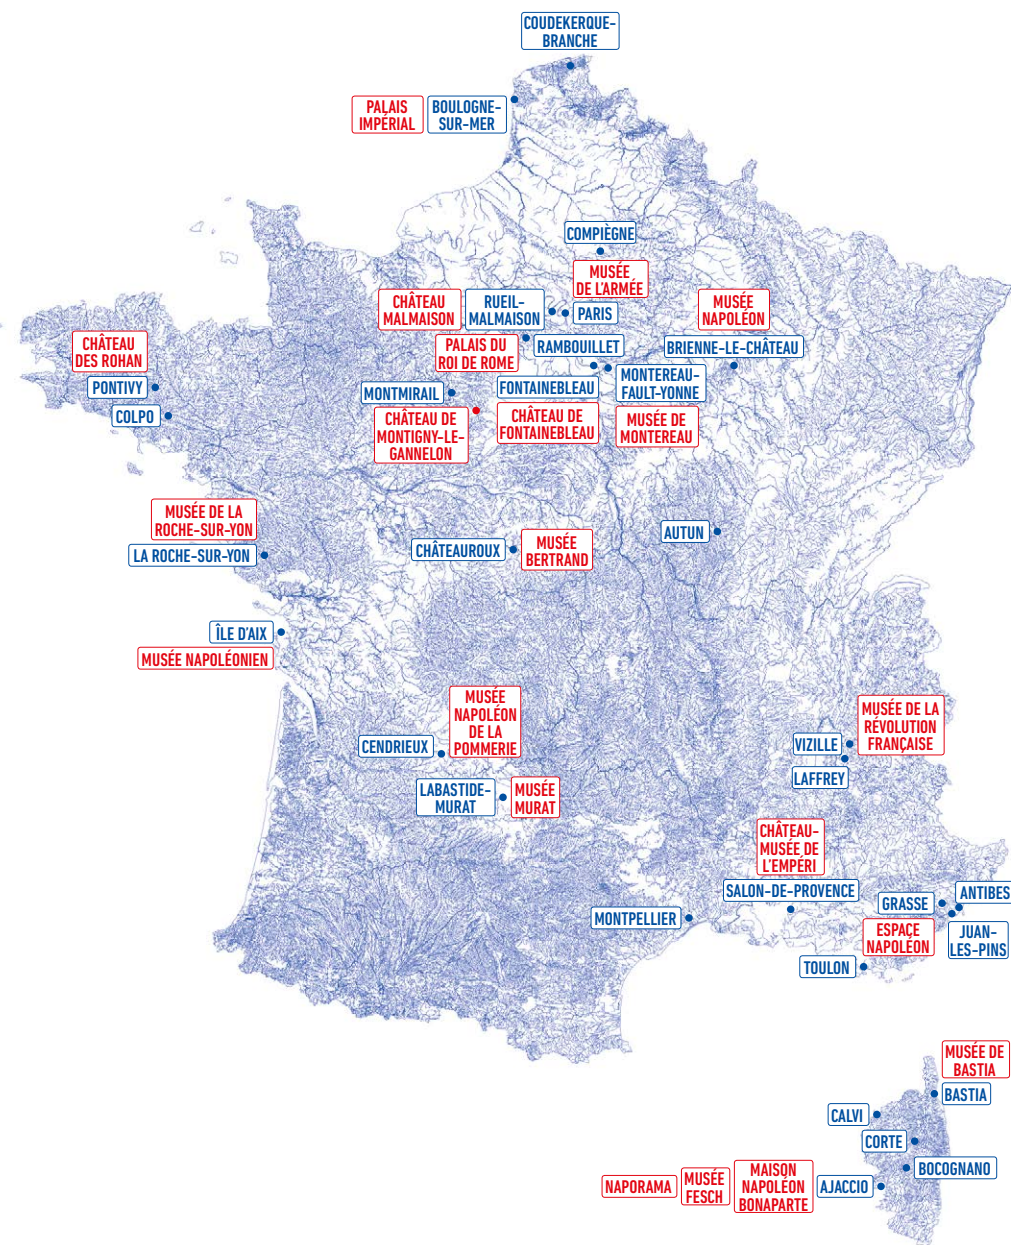 COUDEKERQUE-
BRANCHE
PALAIS
IMPÉRIAL
BOULOGNE-
SUR-MER
COMPIÈGNE
MUSÉE
DE L'ARMÉE
CHÂTEAU
MALMAISON
RUEIL-
MALMAISON
PARIS
MUSÉE
NAPOLÉON
CHÂTEAU
DES ROHAN
PALAIS DU
ROI DE ROME
RAMBOUILLET
BRIENNE-LE-CHÂTEAU
PONTIVY
MONTMIRAIL
FONTAINEBLEAU
MONTEREAU-
FAULT-YONNE
COLPO
CHÂTEAU DE
MONTIGNY-LE-
GANNELON
CHÂTEAU DE
FONTAINEBLEAU
MUSÉE DE
MONTEREAU
MUSÉE DE LA
ROCHE-SUR-YON
LA ROCHE-SUR-YON
CHÂTEAUROUX
MUSÉE
BERTRAND
AUTUN
ÎLE D'AIX
MUSÉE NAPOLÉONIEN
MUSÉE
NAPOLÉON
DE LA
POMMERIE
CENDRIEUX
MUSÉE DE LA
RÉVOLUTION
FRANÇAISE
VIZILLE
LAFFREY
LABASTIDE-
MURAT
MUSÉE
MURAT
CHÂTEAU-
MUSÉE DE
L'EMPÉRI
SALON-DE-PROVENCE
MONTPELLIER
GRASSE
ANTIBES
ESPACE
NAPOLÉON
JUAN-
LES-PINS
TOULON
MUSÉE DE
BASTIA
BASTIA
CALVI
CORTE
BOCOGNANO
NAPORAMA
MUSÉE
FESCH
MAISON
NAPOLÉON
BONAPARTE
AJACCIO